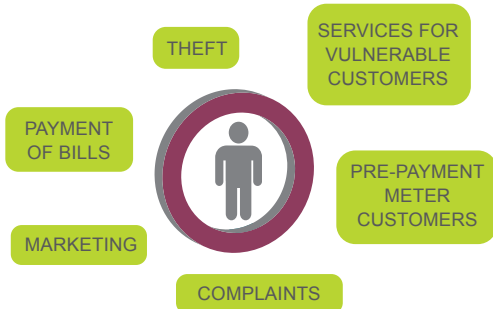 THEFT
SERVICES FOR
VULNERABLE
CUSTOMERS
PAYMENT
OF BILLS
PRE-PAYMENT
METER
CUSTOMERS
MARKETING
COMPLAINTS